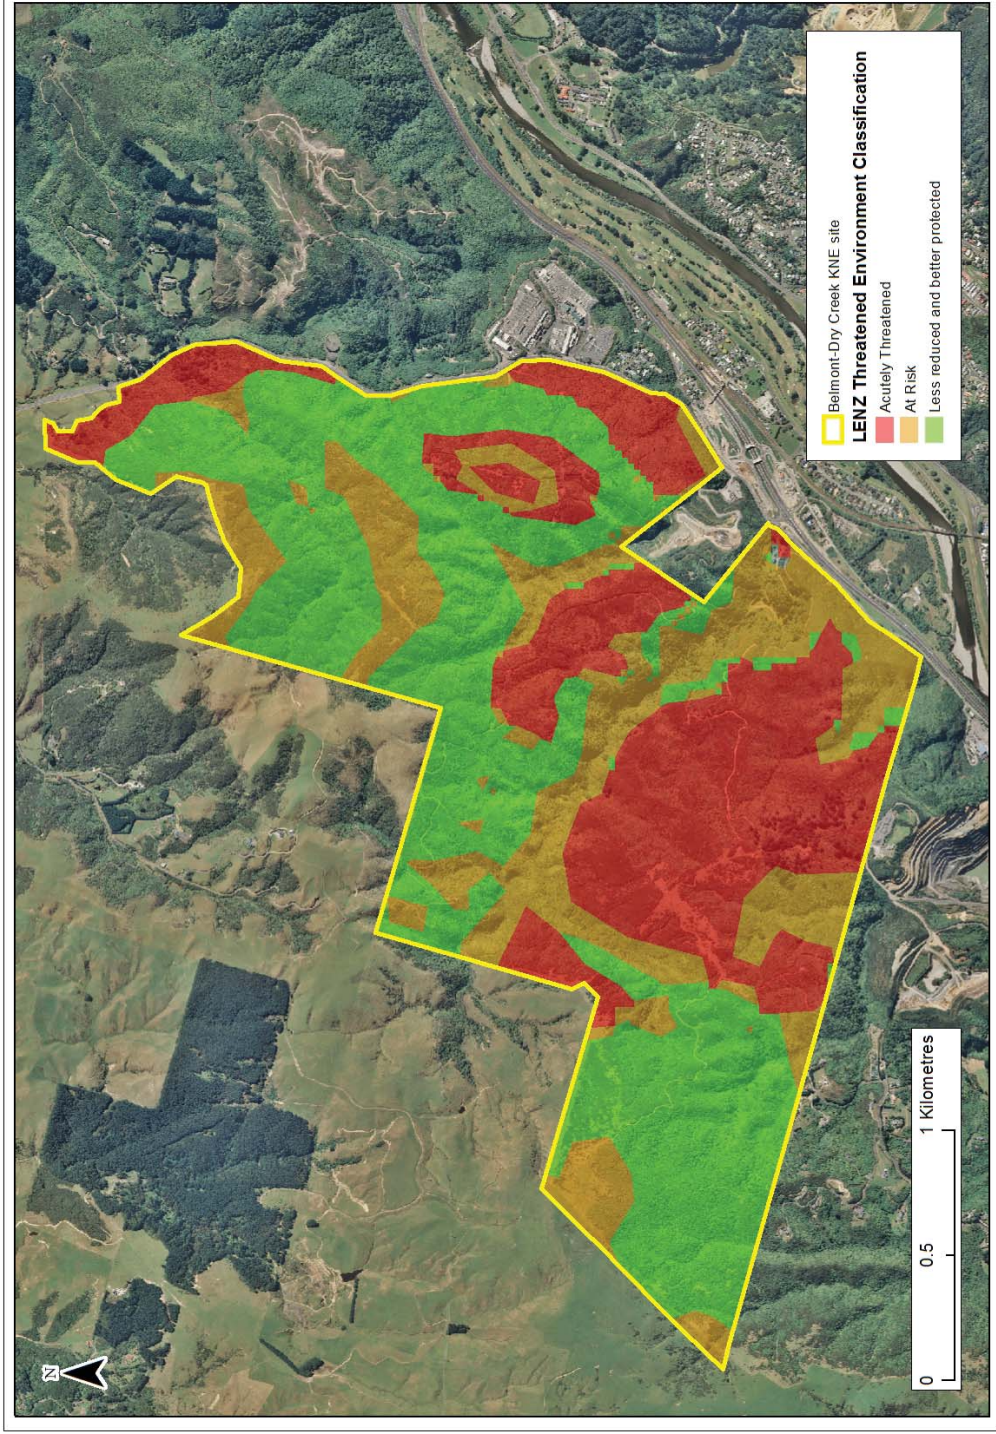 N
Belmont-Dry Creek KNE site
LENZ Threatened Environment Classification
Acutely Threatened
At Risk
Less reduced and better protected
0 0.5 1 Kilometres